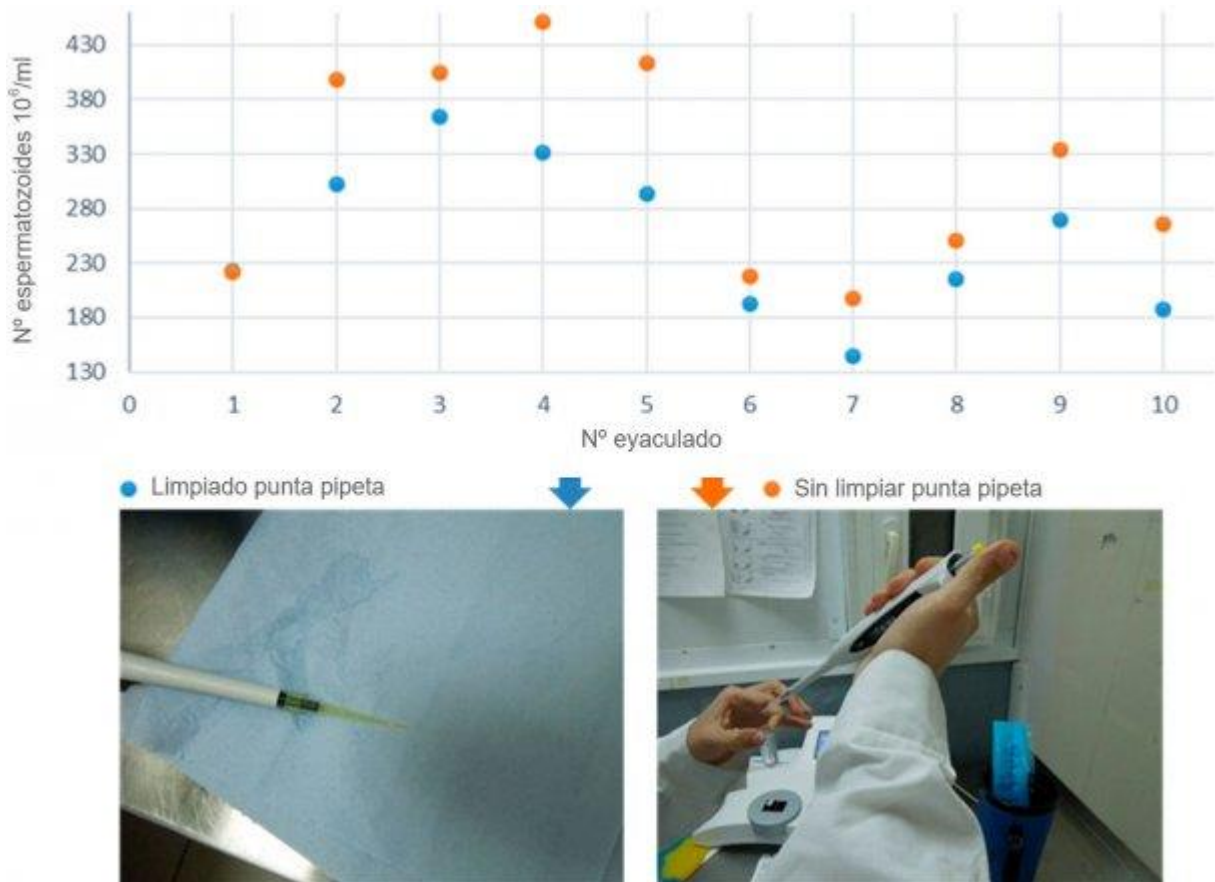 Nº espermatozoides 10⁶/ml
430
380
330
280
230
180
130
0 1 2 3 4 5 6 7 8 9 10
Nº eyaculado
Limpiado punta pipeta
Sin limpiar punta pipeta